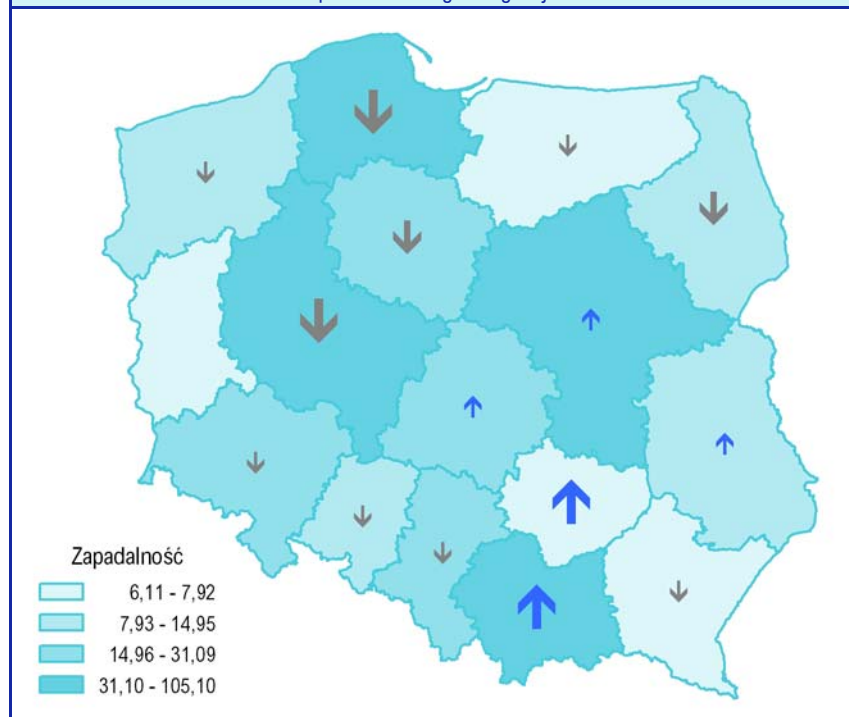 Zapadalność
6,11 - 7,92
7,93 - 14,95
14,96 - 31,09
31,10 - 105,10